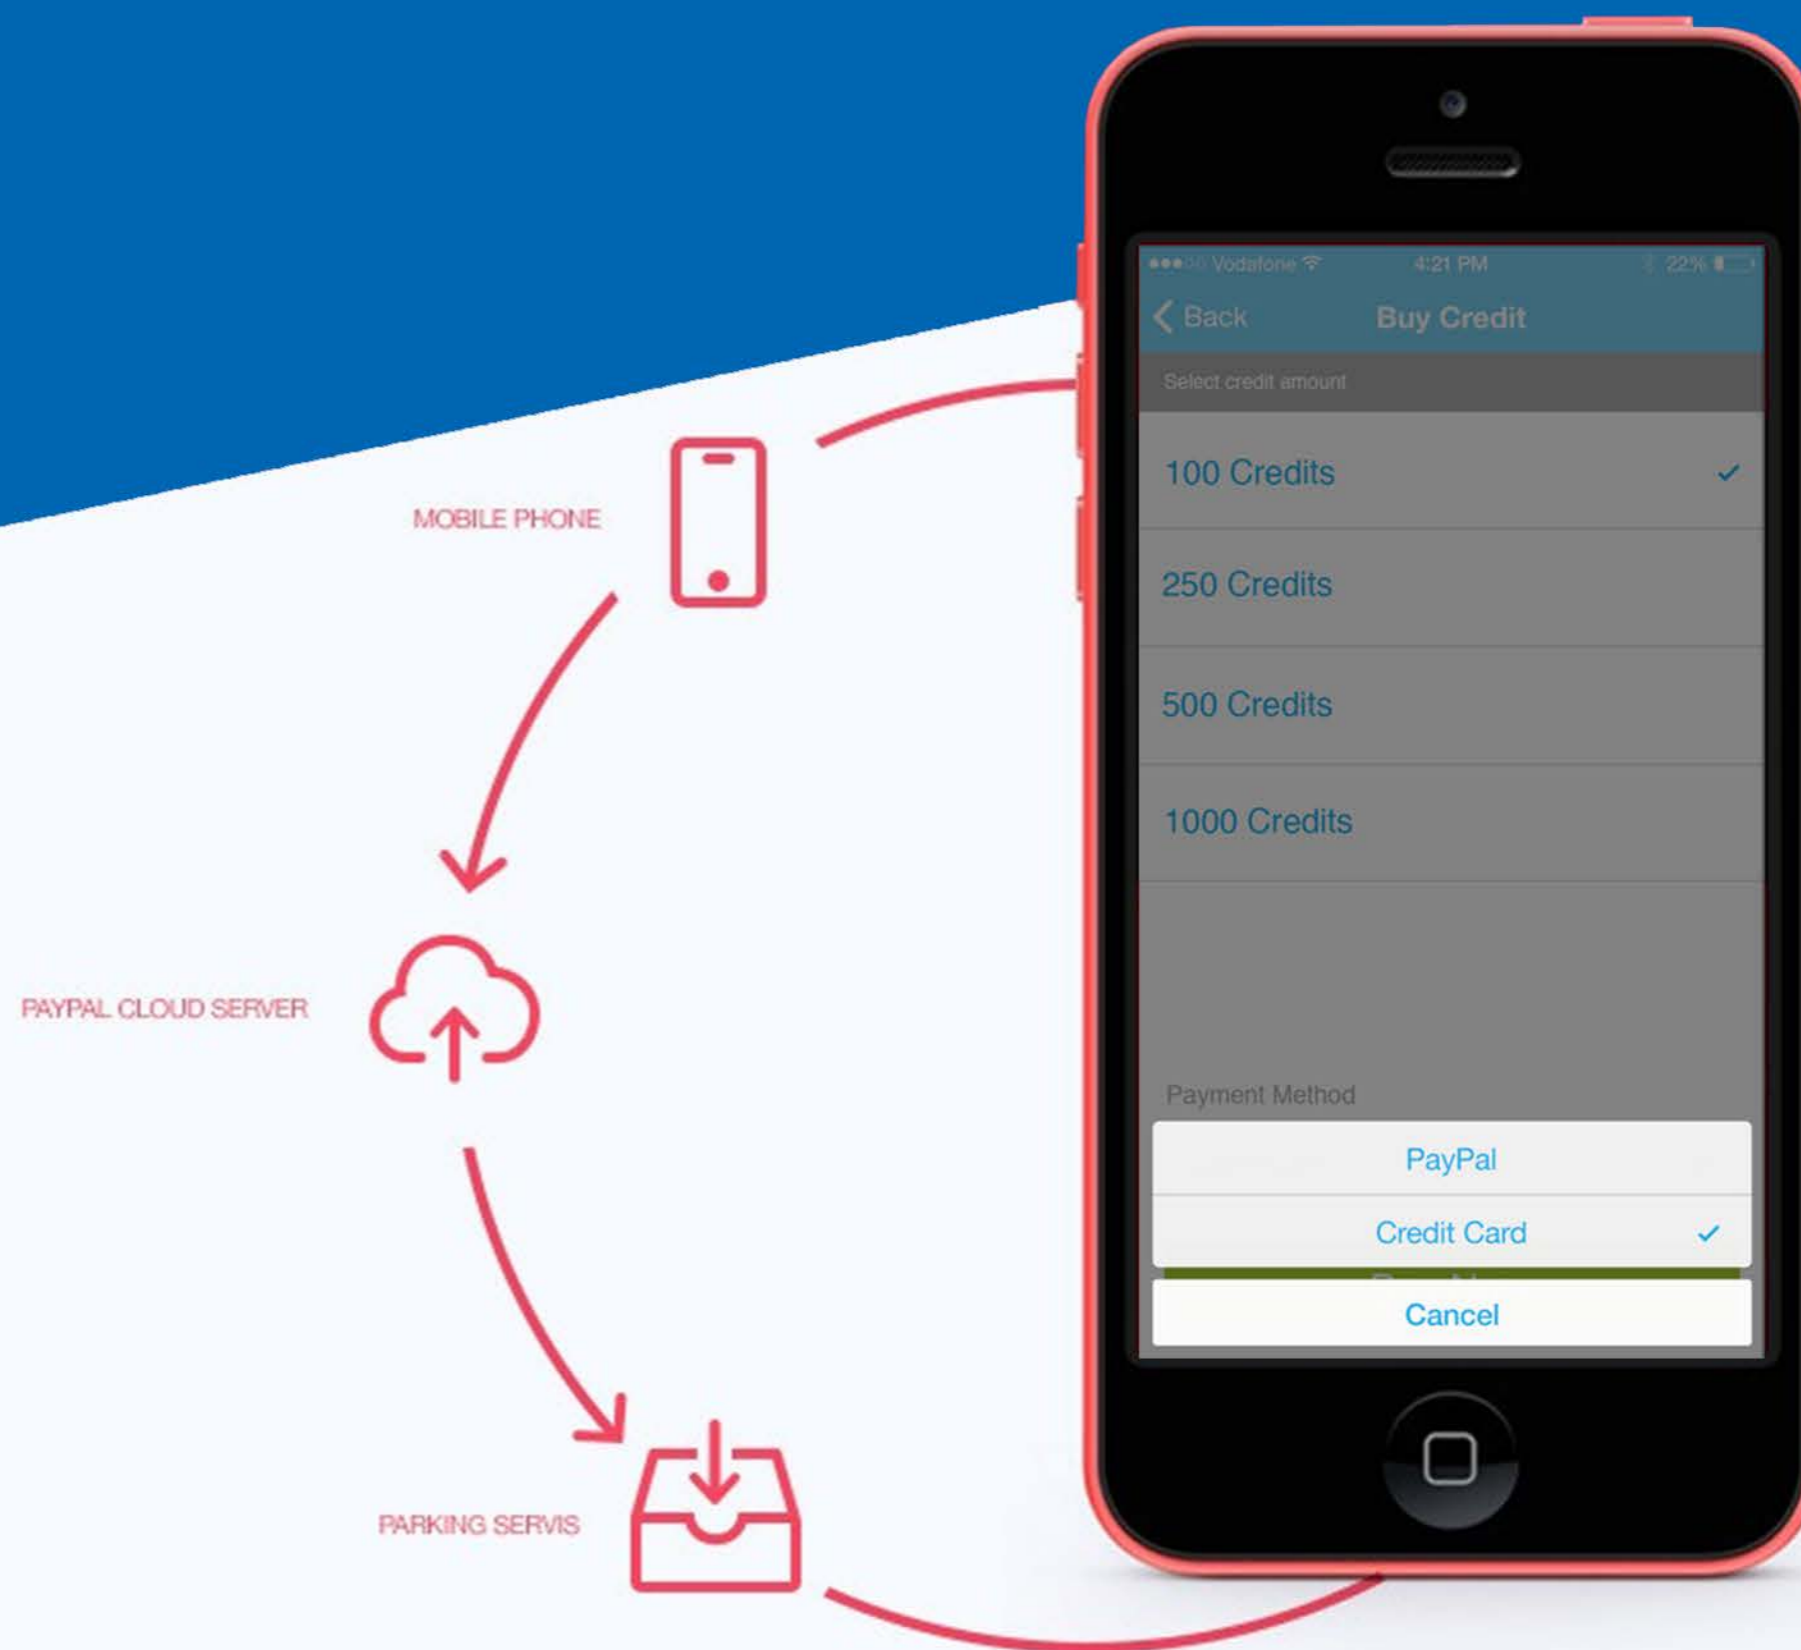 MOBILE PHONE
PAYPAL CLOUD SERVER
PARKING SERVIS
Vodafone 4:21 PM 22%
Back Buy Credit
Select credit amount
100 Credits
250 Credits
500 Credits
1000 Credits
Payment Method
PayPal
Credit Card
Cancel